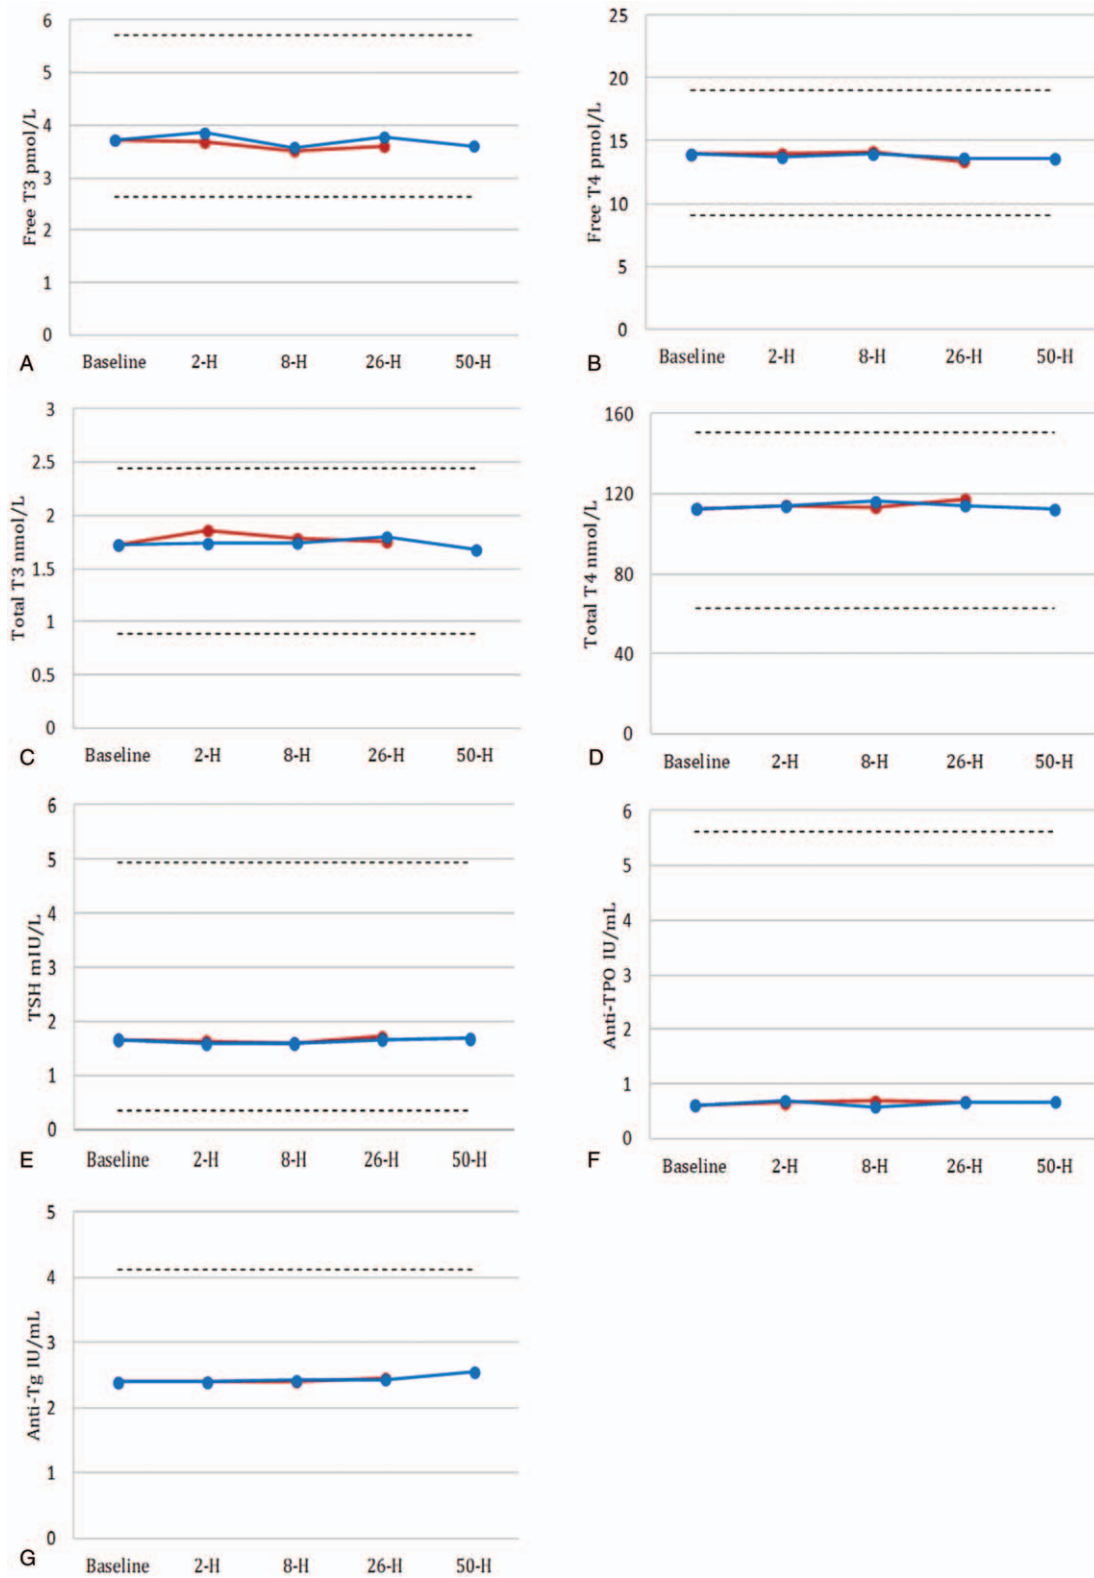 6
5
4
3
2
1
0
Free T3 pmol/L
A
Baseline 2-H 8-H 26-H 50-H
25
20
15
10
5
0
Free T4 pmol/L
B
Baseline 2-H 8-H 26-H 50-H
3
2.5
2
1.5
1
0.5
0
Total T3 nmol/L
C
Baseline 2-H 8-H 26-H 50-H
160
120
80
40
0
Total T4 nmol/L
D
Baseline 2-H 8-H 26-H 50-H
6
5
4
3
2
1
0
TSH mIU/L
E
Baseline 2-H 8-H 26-H 50-H
6
5
4
3
2
1
0
Anti-TPO IU/mL
F
Baseline 2-H 8-H 26-H 50-H
5
4
3
2
1
0
Anti-Tg IU/mL
G
Baseline 2-H 8-H 26-H 50-H